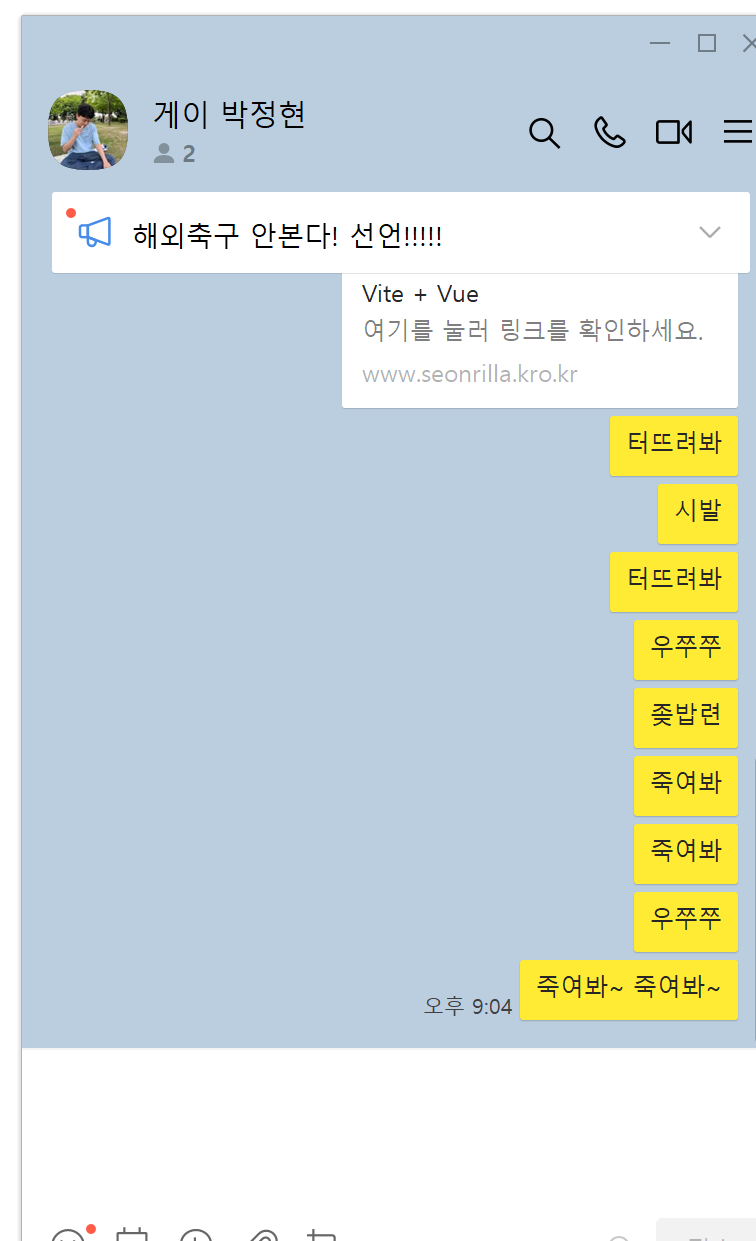 게이 박정현
2
해외축구 안본다! 선언!!!!!
Vite + Vue
여기를 눌러 링크를 확인하세요.
www.seonrilla.kro.kr
터뜨려봐
시발
터뜨려봐
우쭈쭈
좆밥련
죽여봐
죽여봐
우쭈쭈
죽여봐~ 죽여봐~
오후 9:04